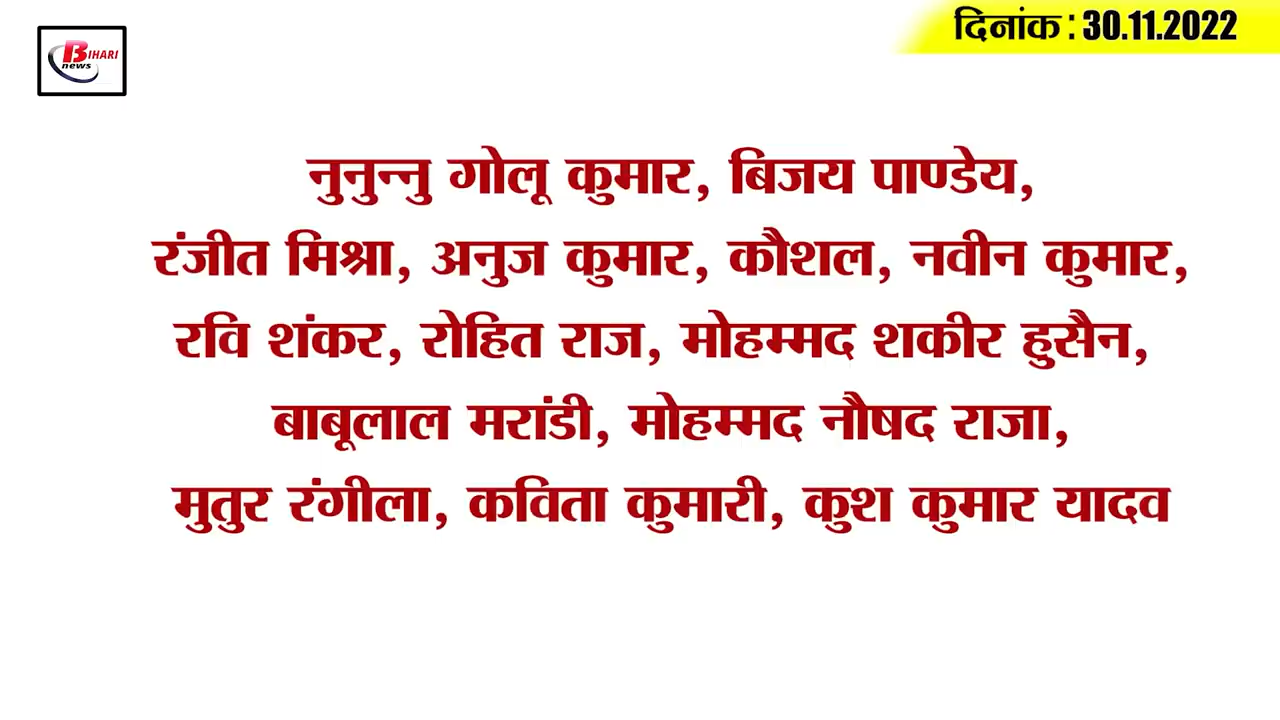 BIHARI
news
दिनांक : 30.11.2022
नुनुन्नु गोलू कुमार, बिजय पाण्डेय,
रंजीत मिश्रा, अनुज कुमार, कौशल, नवीन कुमार,
रवि शंकर, रोहित राज, मोहम्मद शकीर हुसैन,
बाबूलाल मरांडी, मोहम्मद नौषद राजा,
मुतुर रंगीला, कविता कुमारी, कुश कुमार यादव